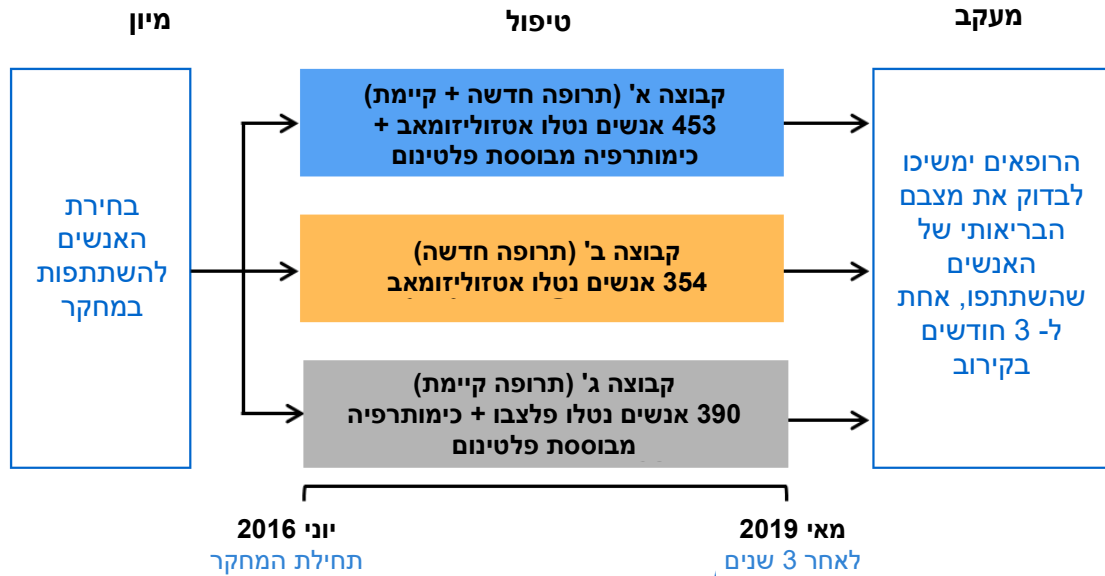 מיון
טיפול
מעקב
בחירת
האנשים
להשתתפות
במחקר
קבוצה א' (תרופה חדשה + קיימת)
453 אנשים נטלו אטזוליזומאב +
כימותרפיה מבוססת פלטינום
קבוצה ב' (תרופה חדשה)
354 אנשים נטלו אטזוליזומאב
קבוצה ג' (תרופה קיימת)
390 אנשים נטלו פלצבו + כימותרפיה
מבוססת פלטינום
הרופאים ימשיכו
לבדוק את מצבם
הבריאותי של
האנשים
שהשתתפו, אחת
ל- 3 חודשים
בקירוב
יוני 2016
תחילת המחקר
מאי 2019
לאחר 3 שנים